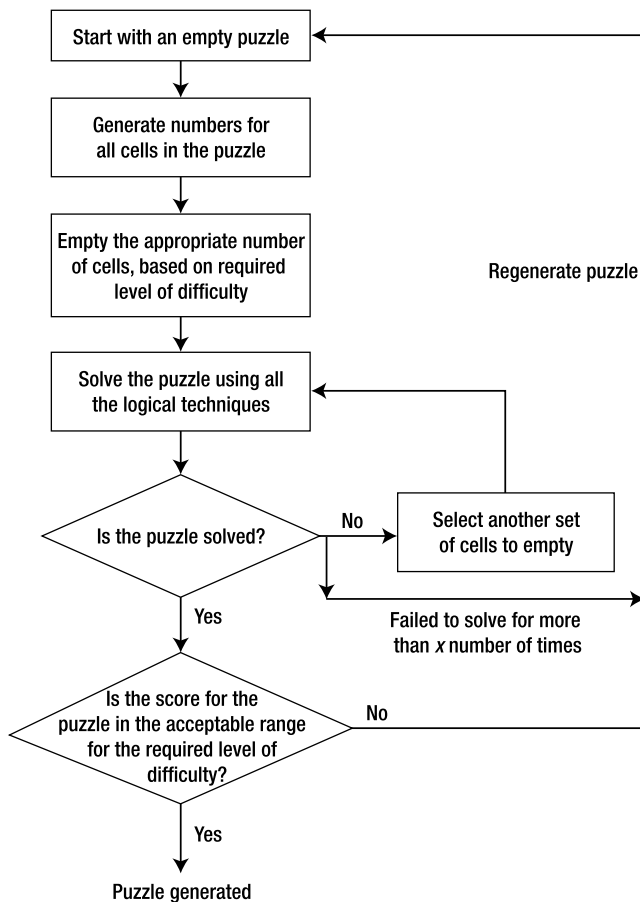 Start with an empty puzzle
Generate numbers for
all cells in the puzzle
Empty the appropriate number
of cells, based on required
level of difficulty
Regenerate puzzle
Solve the puzzle using all
the logical techniques
Is the puzzle solved?
No
Select another set
of cells to empty
Failed to solve for more
than x number of times
Yes
Is the score for the
puzzle in the acceptable range
for the required level of
difficulty?
No
Yes
Puzzle generated